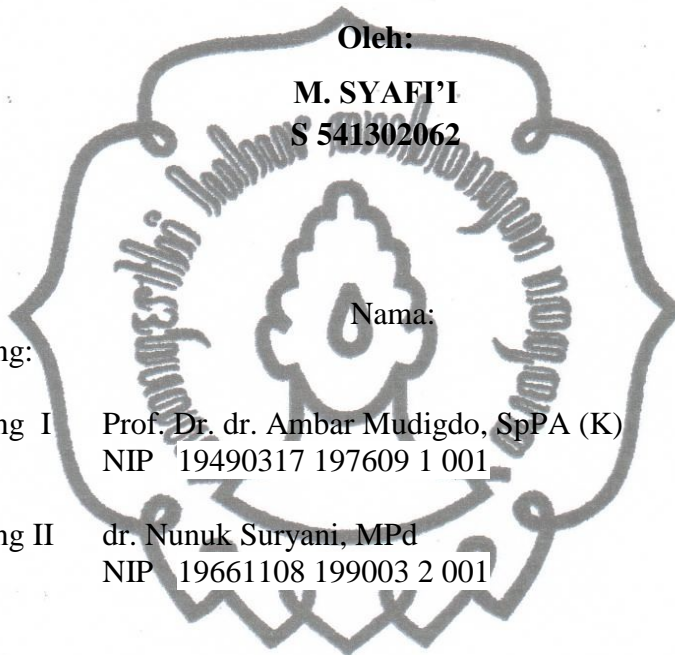 Oleh:
M. SYAFI’I
S 541302062
Nama:
ng:
ng I Prof. Dr. dr. Ambar Mudigdo, SpPA (K)
NIP 19490317 197609 1 001
ng II dr. Nunuk Suryani, MPd
NIP 19661108 199003 2 001